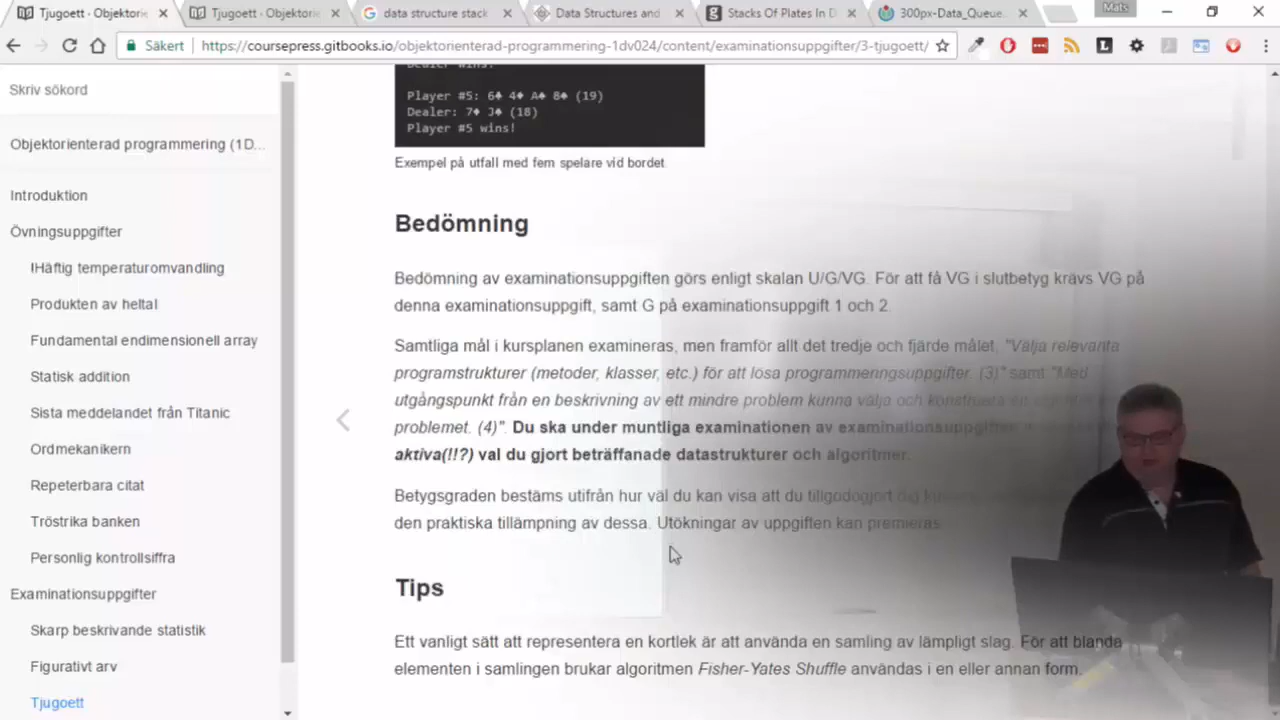 Tjugoett · Objektorie
Tjugoett · Objektorie
data structure stack
Data Structures and
Stacks Of Plates In D
300px-Data_Queue.
Mats
Säkert
https://coursepress.gitbooks.io/objektorienterad-programmering-1dv024/content/examinationsuppgifter/3-tjugoett/
Skriv sökord
Objektorienterad programmering (1D...
Introduktion
Övningsuppgifter
IHäftig temperaturomvandling
Produkten av heltal
Fundamental endimensionell array
Statisk addition
Sista meddelandet från Titanic
Ordmekanikern
Repeterbara citat
Tröstrika banken
Personlig kontrollsiffra
Examinationsuppgifter
Skarp beskrivande statistik
Figurativt arv
Tjugoett
Dealer wins!
Player #5: 6♣ 4♦ A♣ 8♣ (19)
Dealer: 7♦ J♣ (18)
Player #5 wins!
Exempel på utfall med fem spelare vid bordet.
Bedömning
Bedömning av examinationsuppgiften görs enligt skalan U/G/VG. För att få VG i slutbetyg krävs VG på
denna examinationsuppgift, samt G på examinationsuppgift 1 och 2.
Samtliga mål i kursplanen examineras, men framför allt det tredje och fjärde målet, "Välja relevanta
programstrukturer (metoder, klasser, etc.) för att lösa programmeringsuppgifter. (3)" samt "Med
utgångspunkt från en beskrivning av ett mindre problem kunna välja och konstruera en
problemet. (4)". Du ska under muntliga examinationen av examinationsuppgiften
aktiva(!!?) val du gjort beträffanade datastrukturer och algoritmer.
Betygsgraden bestäms utifrån hur väl du kan visa att du tillgodogjort dig
den praktiska tillämpning av dessa. Utökningar av uppgiften kan premieras.
Tips
Ett vanligt sätt att representera en kortlek är att använda en samling av lämpligt slag. För att blanda
elementen i samlingen brukar algoritmen Fisher-Yates Shuffle användas i en eller annan form.